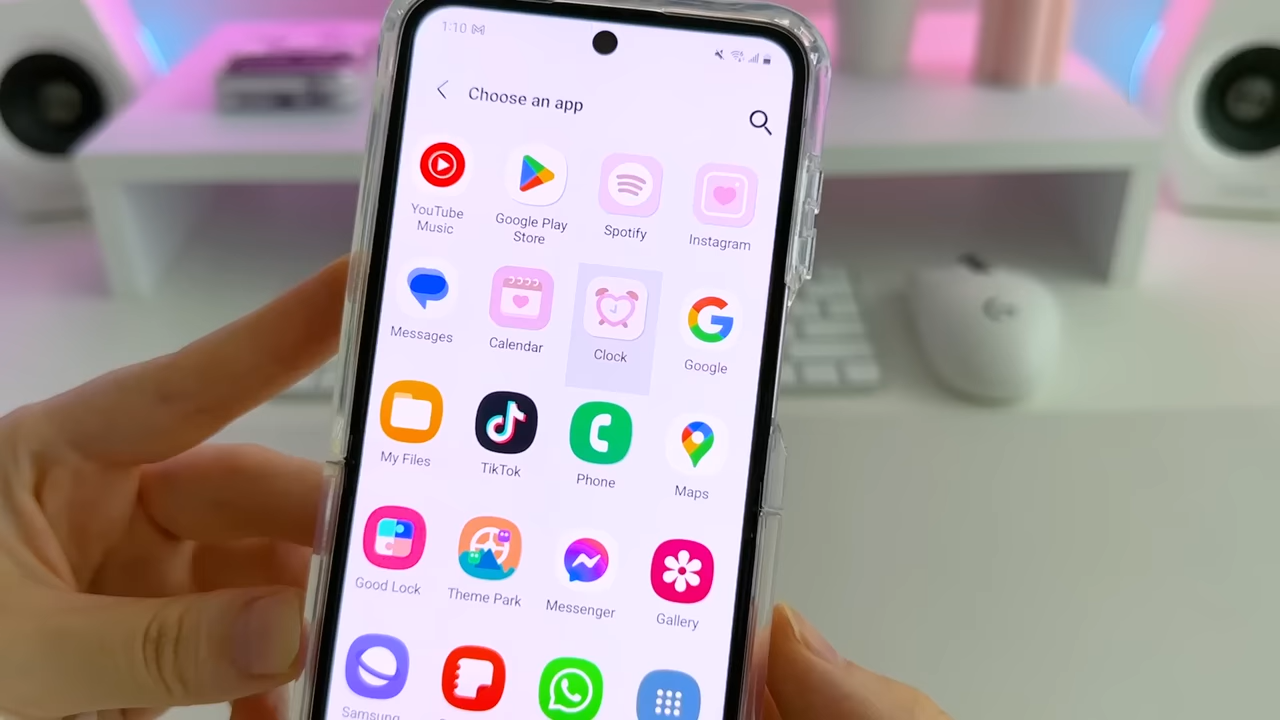 1:10
Choose an app
YouTube
Music
Google Play
Store
Spotify
Instagram
Messages
Calendar
Clock
Google
My Files
TikTok
Phone
Maps
Good Lock
Theme Park
Messenger
Gallery
Samsung